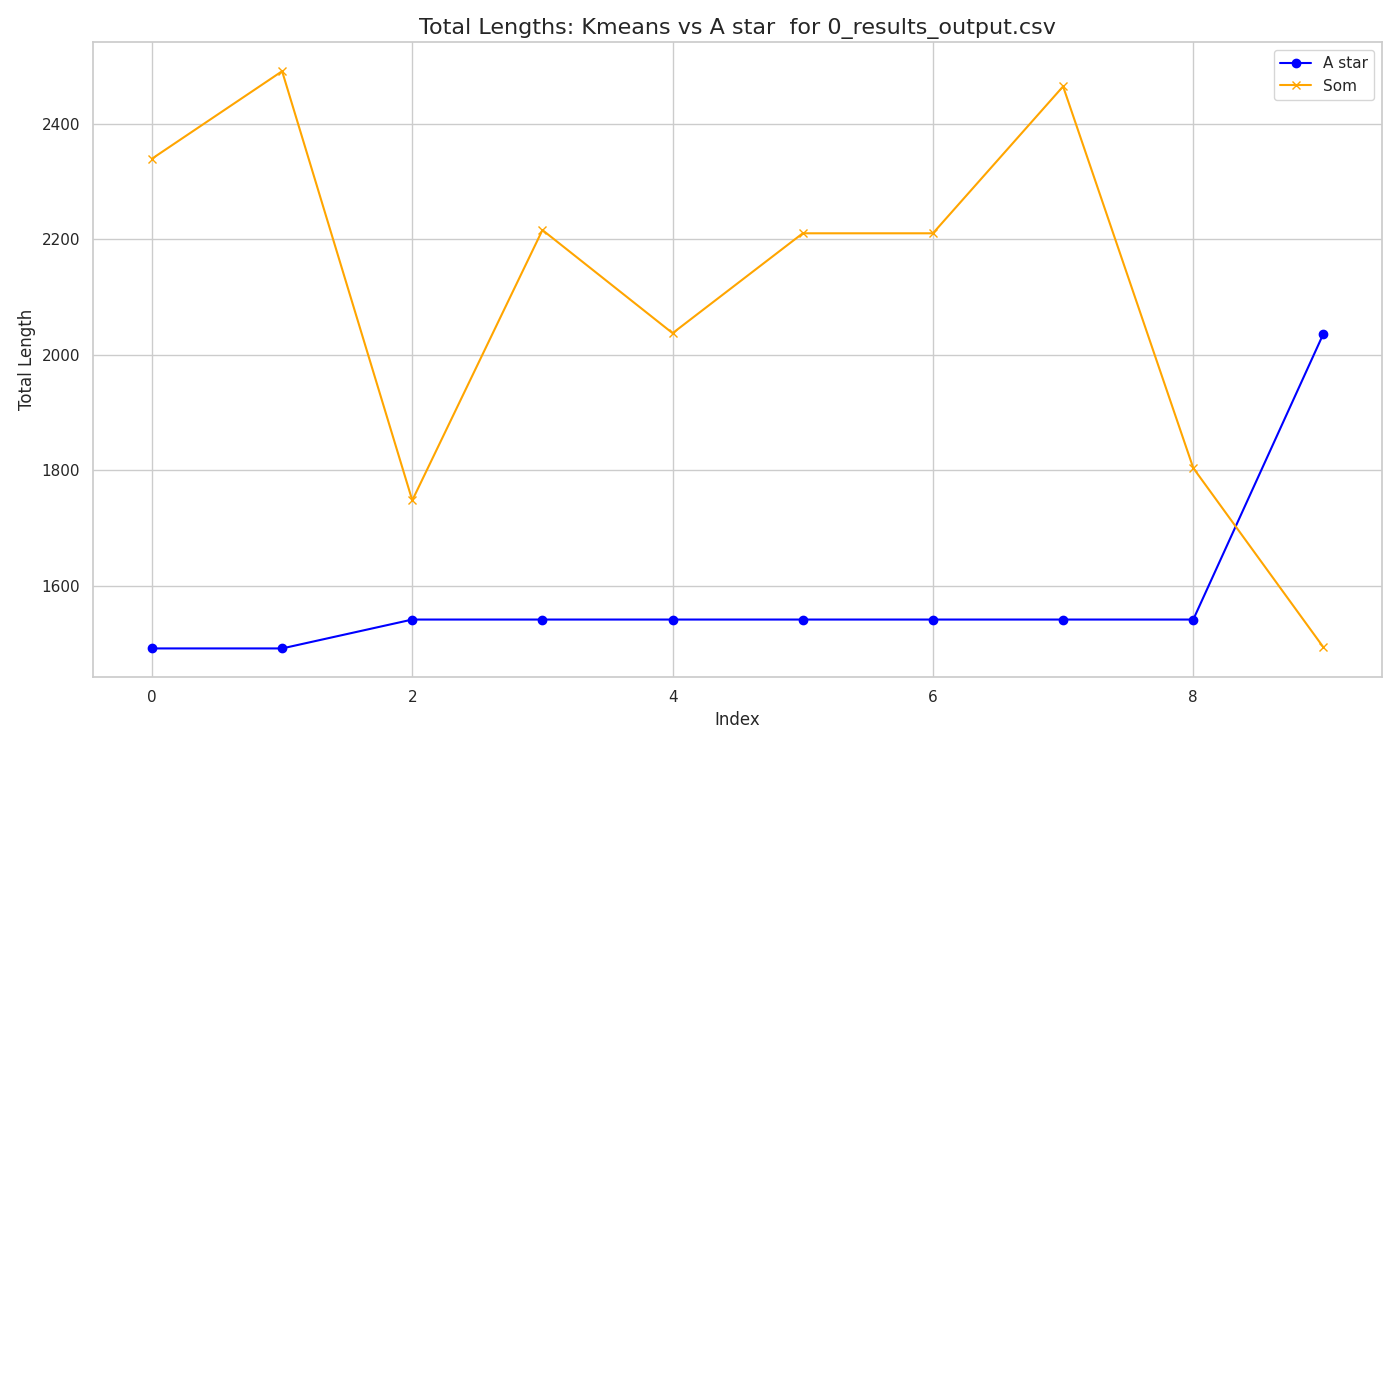 Total Lengths: Kmeans vs A star  for 0_results_output.csv
A star
Som
2400
2200
2000
1800
1600
Total Length
0
2
4
6
8
Index